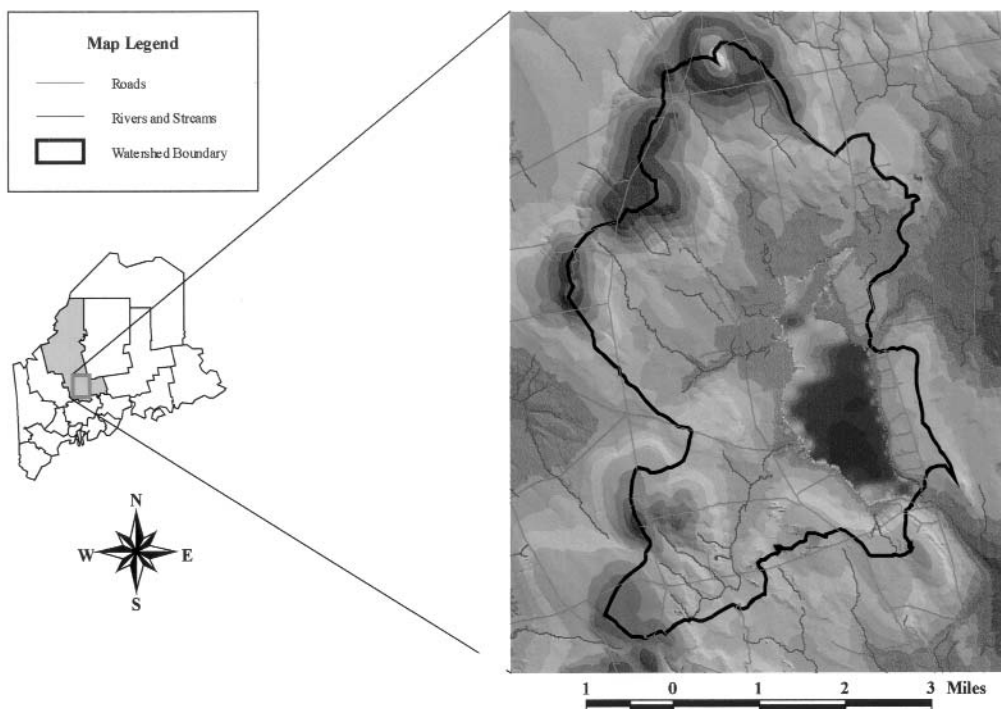 Map Legend
Roads
Rivers and Streams
Watershed Boundary
N
W E
S
1 0 1 2 3 Miles